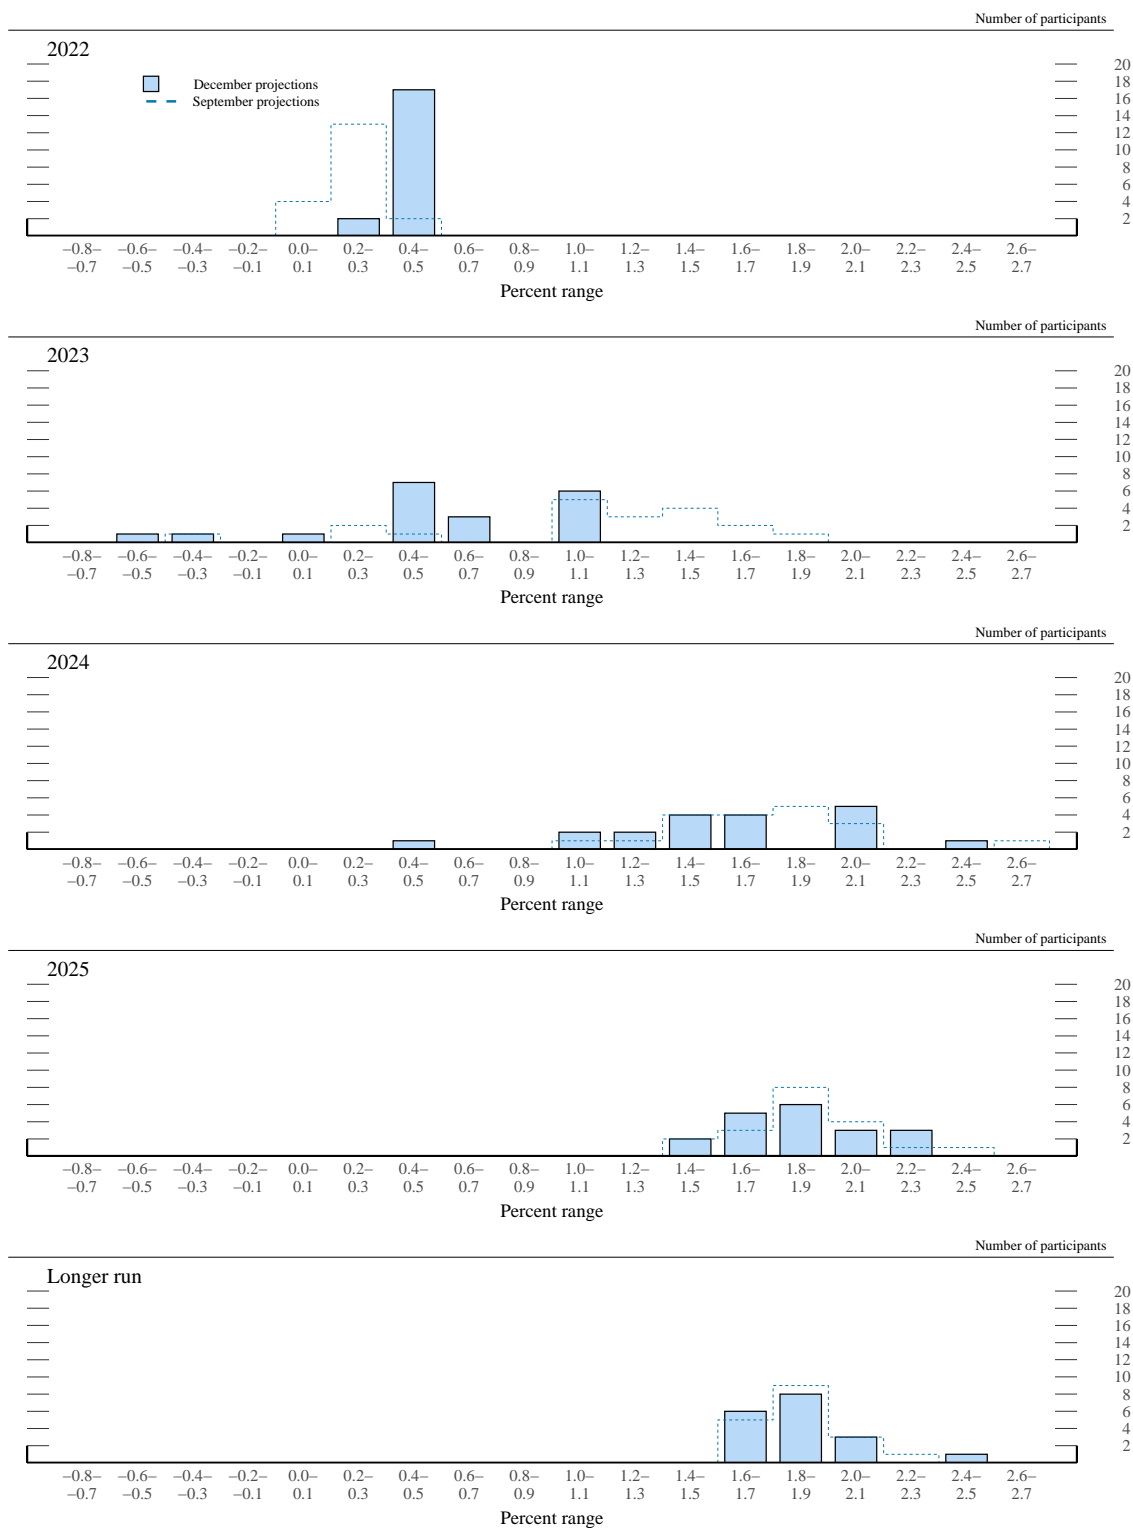 Number of participants
2022
December projections
September projections
20
18
16
14
12
10
8
6
4
2
–0.8– –0.6– –0.4– –0.2– 0.0– 0.2– 0.4– 0.6– 0.8– 1.0– 1.2– 1.4– 1.6– 1.8– 2.0– 2.2– 2.4– 2.6–
–0.7 –0.5 –0.3 –0.1 0.1 0.3 0.5 0.7 0.9 1.1 1.3 1.5 1.7 1.9 2.1 2.3 2.5 2.7
Percent range
Number of participants
2023
20
18
16
14
12
10
8
6
4
2
–0.8– –0.6– –0.4– –0.2– 0.0– 0.2– 0.4– 0.6– 0.8– 1.0– 1.2– 1.4– 1.6– 1.8– 2.0– 2.2– 2.4– 2.6–
–0.7 –0.5 –0.3 –0.1 0.1 0.3 0.5 0.7 0.9 1.1 1.3 1.5 1.7 1.9 2.1 2.3 2.5 2.7
Percent range
Number of participants
2024
20
18
16
14
12
10
8
6
4
2
–0.8– –0.6– –0.4– –0.2– 0.0– 0.2– 0.4– 0.6– 0.8– 1.0– 1.2– 1.4– 1.6– 1.8– 2.0– 2.2– 2.4– 2.6–
–0.7 –0.5 –0.3 –0.1 0.1 0.3 0.5 0.7 0.9 1.1 1.3 1.5 1.7 1.9 2.1 2.3 2.5 2.7
Percent range
Number of participants
2025
20
18
16
14
12
10
8
6
4
2
–0.8– –0.6– –0.4– –0.2– 0.0– 0.2– 0.4– 0.6– 0.8– 1.0– 1.2– 1.4– 1.6– 1.8– 2.0– 2.2– 2.4– 2.6–
–0.7 –0.5 –0.3 –0.1 0.1 0.3 0.5 0.7 0.9 1.1 1.3 1.5 1.7 1.9 2.1 2.3 2.5 2.7
Percent range
Number of participants
Longer run
20
18
16
14
12
10
8
6
4
2
–0.8– –0.6– –0.4– –0.2– 0.0– 0.2– 0.4– 0.6– 0.8– 1.0– 1.2– 1.4– 1.6– 1.8– 2.0– 2.2– 2.4– 2.6–
–0.7 –0.5 –0.3 –0.1 0.1 0.3 0.5 0.7 0.9 1.1 1.3 1.5 1.7 1.9 2.1 2.3 2.5 2.7
Percent range